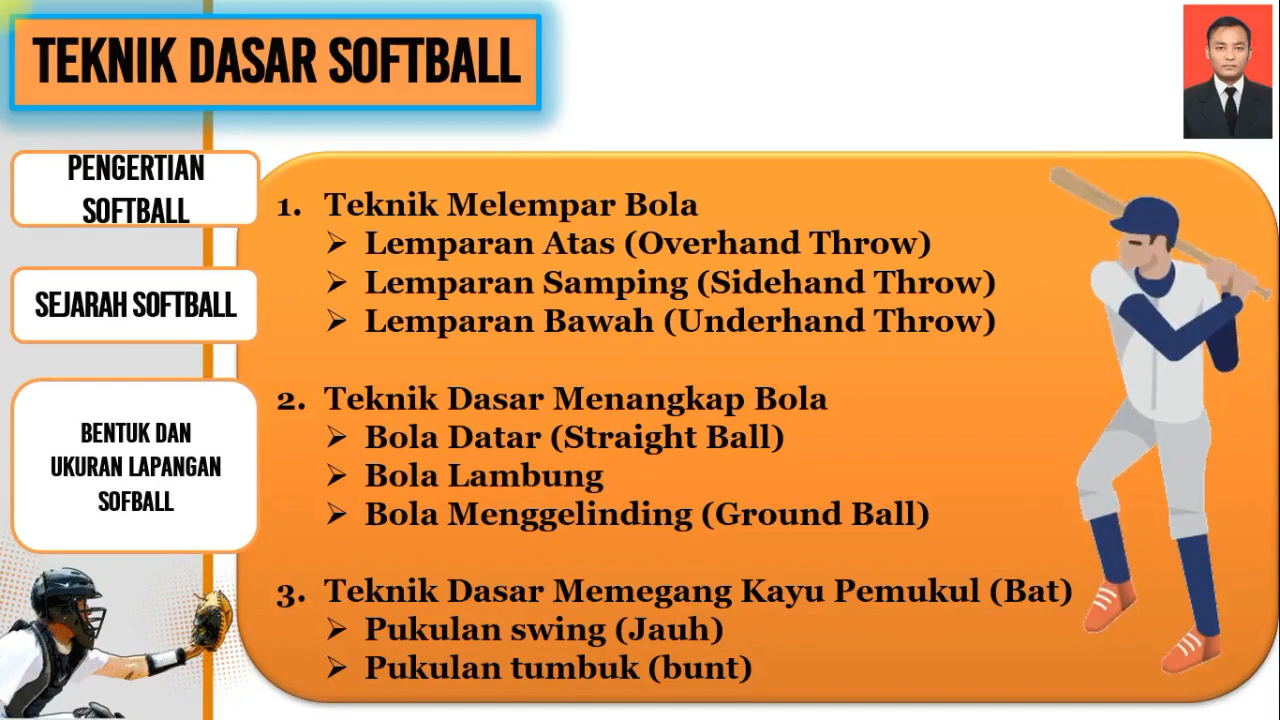 TEKNIK DASAR SOFTBALL
PENGERTIAN
SOFTBALL
SEJARAH SOFTBALL
BENTUK DAN
UKURAN LAPANGAN
SOFBALL
1. Teknik Melempar Bola
➢ Lemparan Atas (Overhand Throw)
➢ Lemparan Samping (Sidehand Throw)
➢ Lemparan Bawah (Underhand Throw)
2. Teknik Dasar Menangkap Bola
➢ Bola Datar (Straight Ball)
➢ Bola Lambung
➢ Bola Menggelinding (Ground Ball)
3. Teknik Dasar Memegang Kayu Pemukul (Bat)
➢ Pukulan swing (Jauh)
➢ Pukulan tumbuk (bunt)